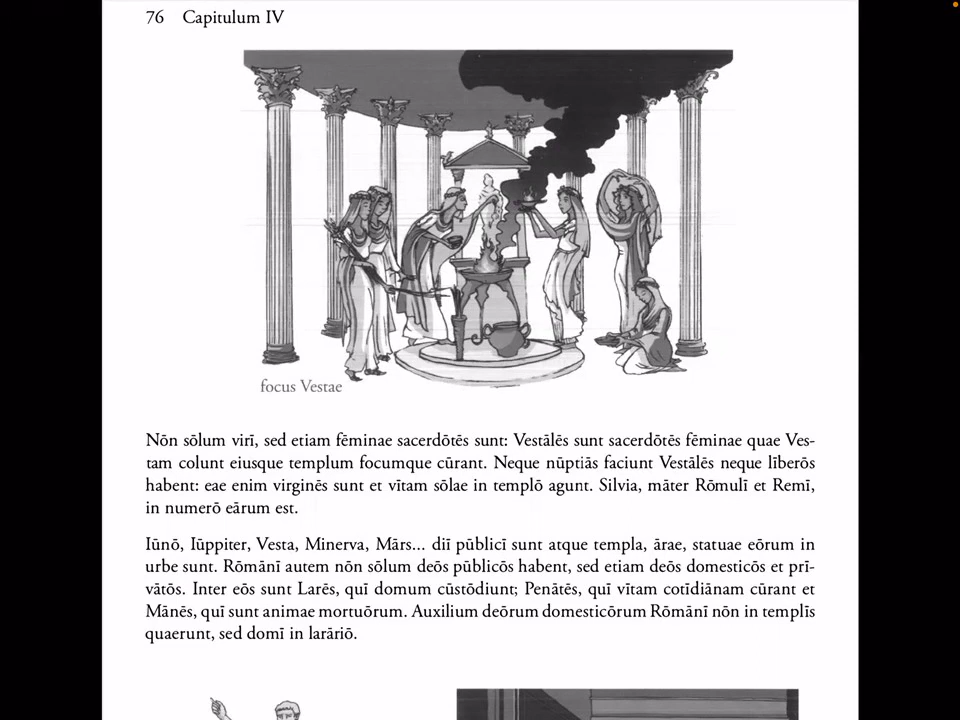 76 Capitulum IV
focus Vestae
Nōn sōlum virī, sed etiam fēminae sacerdōtēs sunt: Vestālēs sunt sacerdōtēs fēminae quae Ves-
tam colunt eiusque templum focumque cūrant. Neque nūptiās faciunt Vestālēs neque līberōs
habent: eae enim virginēs sunt et vītam sōlae in templō agunt. Silvia, māter Rōmulī et Remī,
in numerō eārum est.
Iūnō, Iūppiter, Vesta, Minerva, Mārs... diī pūblicī sunt atque templa, ārae, statuae eōrum in
urbe sunt. Rōmānī autem nōn sōlum deōs pūblicōs habent, sed etiam deōs domesticōs et prī-
vātōs. Inter eōs sunt Larēs, quī domum cūstōdiunt; Penātēs, quī vītam cotīdiānam cūrant et
Mānēs, quī sunt animae mortuōrum. Auxilium deōrum domesticōrum Rōmānī nōn in templīs
quaerunt, sed domī in larāriō.